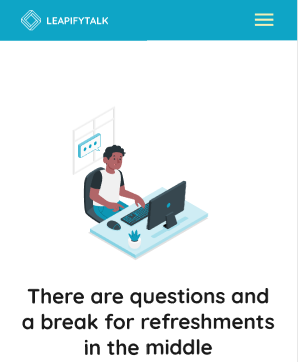 LEAPIFYTALK
There are questions and
a break for refreshments
in the middle